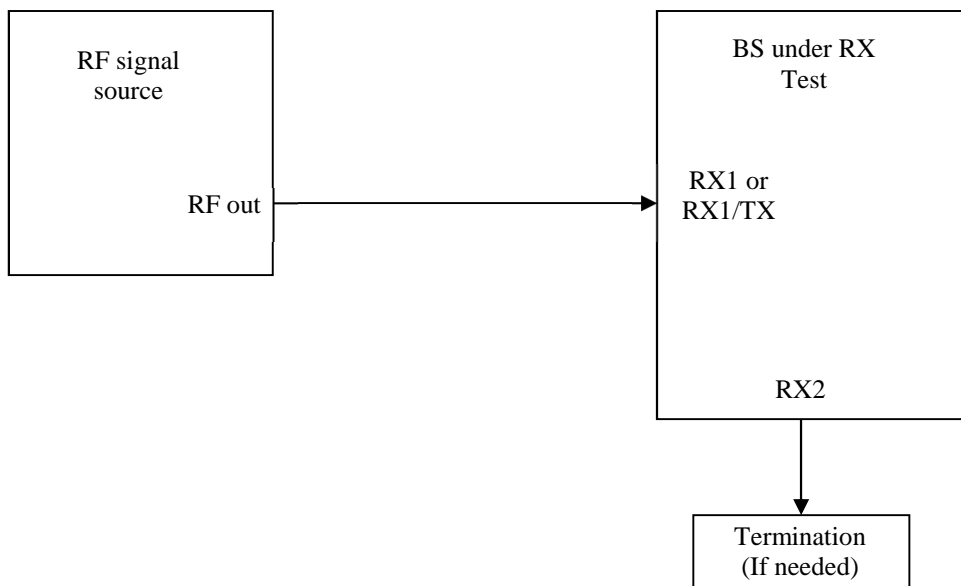 RF signal
source
RF out
BS under RX
Test
RX1 or
RX1/TX
RX2
Termination
(If needed)